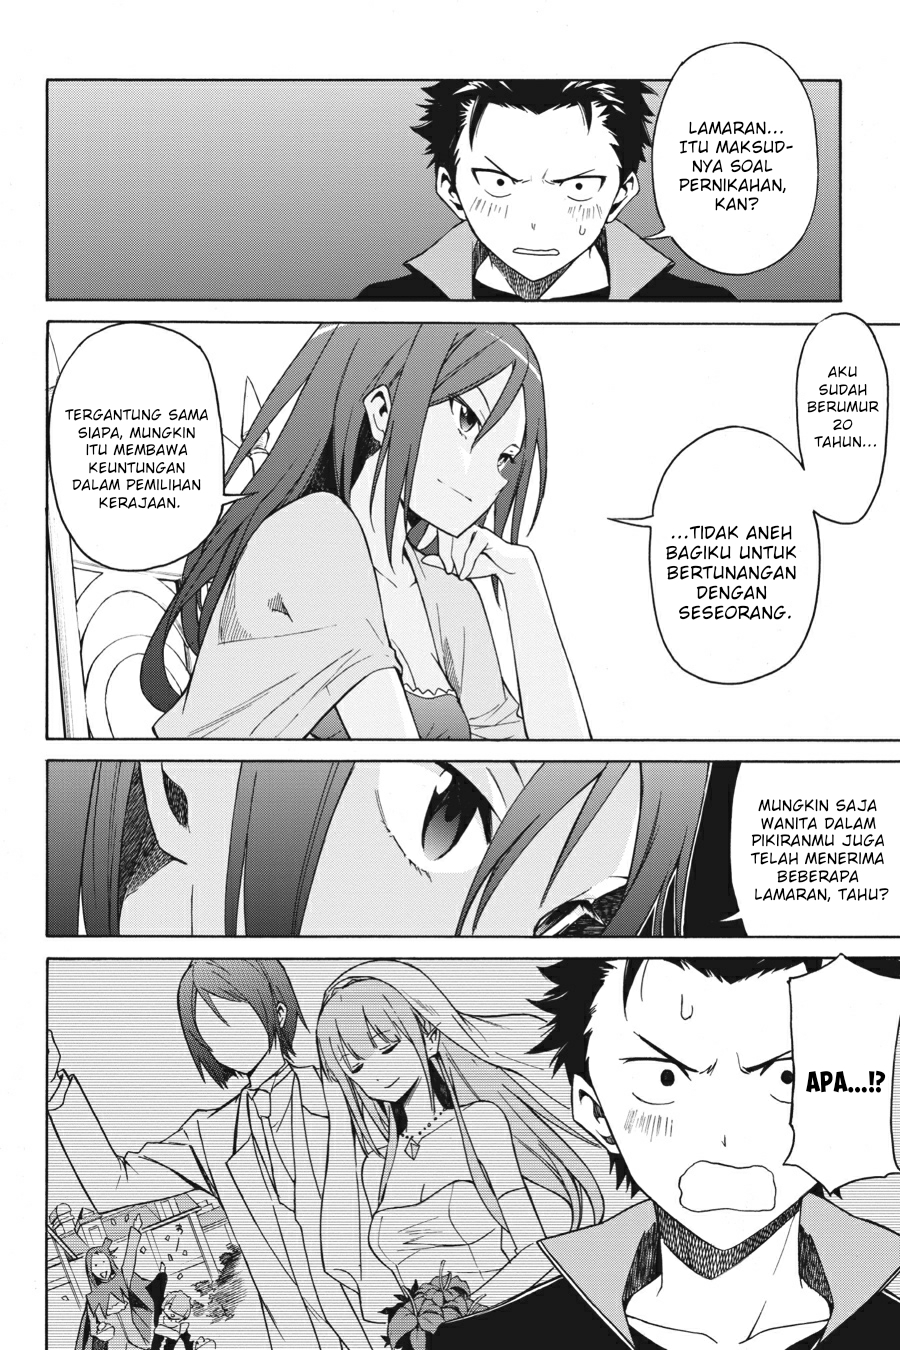 LAMARAN...
ITU MAKSUD-
NYA SOAL
PERNIKAHAN,
KAN?
AKU
SUDAH
BERUMUR
20
TAHUN...
...TIDAK ANEH
BAGIKU UNTUK
BERTUNANGAN
DENGAN
SESEORANG.
TERGANTUNG SAMA
SIAPA, MUNGKIN
ITU MEMBAWA
KEUNTUNGAN
DALAM PEMILIHAN
KERAJAAN.
MUNGKIN SAJA
WANITA DALAM
PIKIRANMU JUGA
TELAH MENERIMA
BEBERAPA
LAMARAN, TAHU?
APA...!?